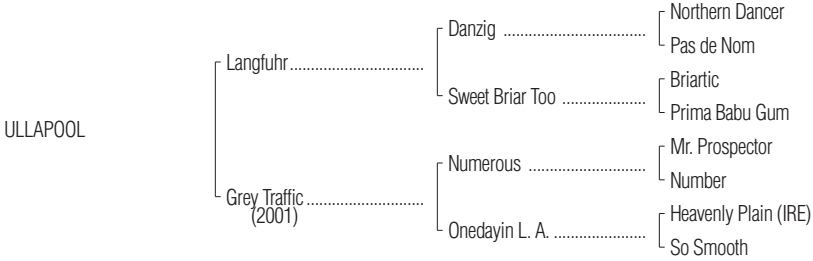 Northern Dancer
Danzig ..................................
Pas de Nom
Langfuhr................................
Briartic
Sweet Briar Too ....................
Prima Babu Gum
ULLAPOOL
Mr. Prospector
Numerous ............................
Number
Grey Traffic ............................
(2001)
Heavenly Plain (IRE)
Onedayin L. A. ......................
So Smooth